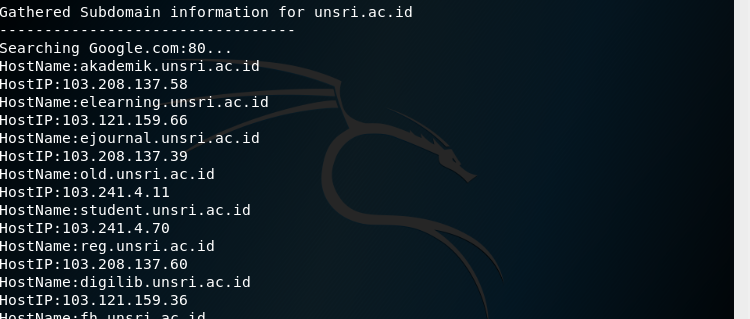 Gathered Subdomain information for unsri.ac.id
---------------------------------
Searching Google.com:80...
HostName:akademik.unsri.ac.id
HostIP:103.208.137.58
HostName:elearning.unsri.ac.id
HostIP:103.121.159.66
HostName:ejournal.unsri.ac.id
HostIP:103.208.137.39
HostName:old.unsri.ac.id
HostIP:103.241.4.11
HostName:student.unsri.ac.id
HostIP:103.241.4.70
HostName:reg.unsri.ac.id
HostIP:103.208.137.60
HostName:digilib.unsri.ac.id
HostIP:103.121.159.36
HostName:fh.unsri.ac.id